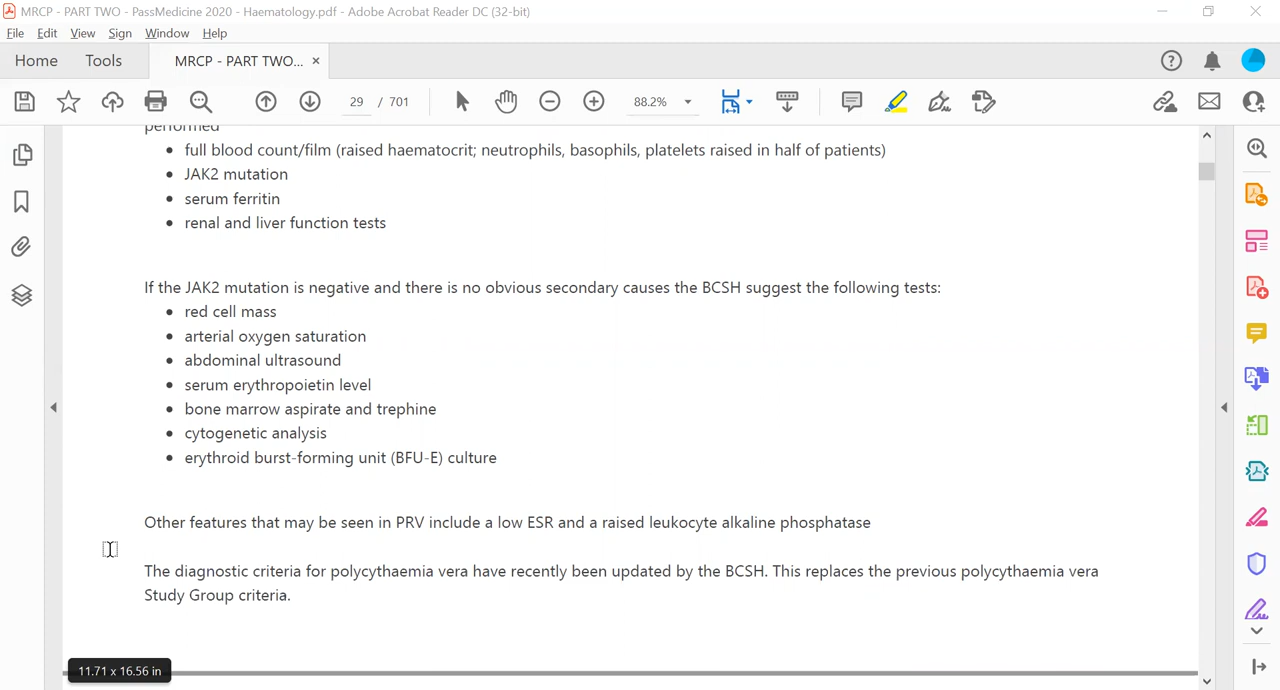 MRCP - PART TWO - PassMedicine 2020 - Haematology.pdf - Adobe Acrobat Reader DC (32-bit)
File Edit View Sign Window Help
Home Tools MRCP - PART TWO... ×
29 / 701 88.2%
performed
• full blood count/film (raised haematocrit; neutrophils, basophils, platelets raised in half of patients)
• JAK2 mutation
• serum ferritin
• renal and liver function tests
If the JAK2 mutation is negative and there is no obvious secondary causes the BCSH suggest the following tests:
• red cell mass
• arterial oxygen saturation
• abdominal ultrasound
• serum erythropoietin level
• bone marrow aspirate and trephine
• cytogenetic analysis
• erythroid burst-forming unit (BFU-E) culture
Other features that may be seen in PRV include a low ESR and a raised leukocyte alkaline phosphatase
The diagnostic criteria for polycythaemia vera have recently been updated by the BCSH. This replaces the previous polycythaemia vera
Study Group criteria.
11.71 x 16.56 in